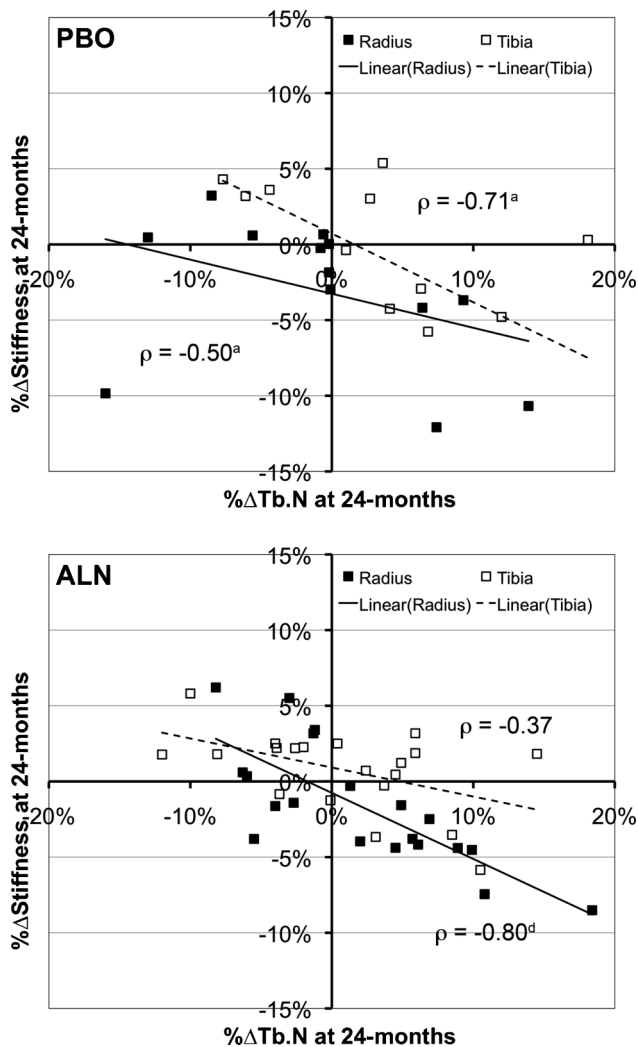 PBO
15%
Radius
Tibia
Linear(Radius)
Linear(Tibia)
10%
5%
ρ = -0.71ᵃ
0%
20%
-10%
10%
20%
-5%
ρ = -0.50ᵃ
-10%
-15%
%ΔStiffness at 24-months
%ΔTb.N at 24-months
ALN
15%
Radius
Tibia
Linear(Radius)
Linear(Tibia)
10%
5%
ρ = -0.37
0%
20%
-10%
10%
20%
-5%
-10%
ρ = -0.80ᵈ
-15%
%ΔStiffness at 24-months
%ΔTb.N at 24-months